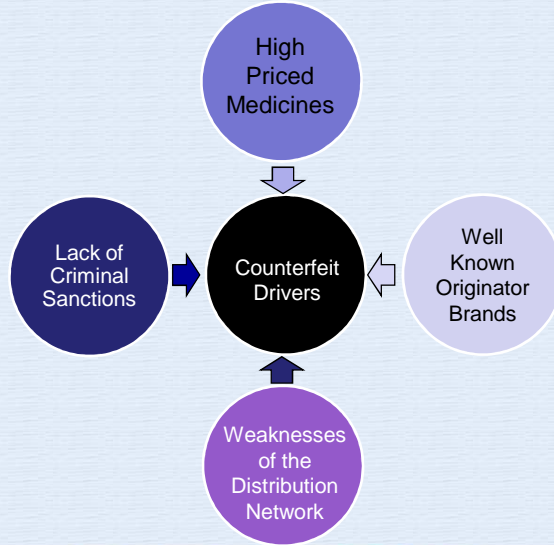 High
Priced
Medicines
Lack of
Criminal
Sanctions
Counterfeit
Drivers
Well
Known
Originator
Brands
Weaknesses
of the
Distribution
Network